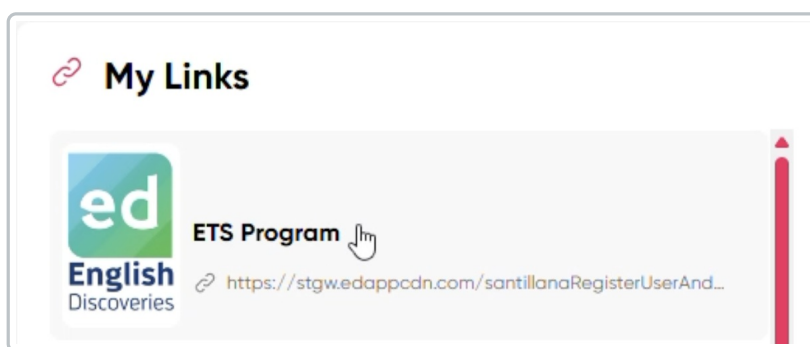 My Links
ed
English
Discoveries
ETS Program
https://stgw.edappcdn.com/santillanaRegisterUserAnd...